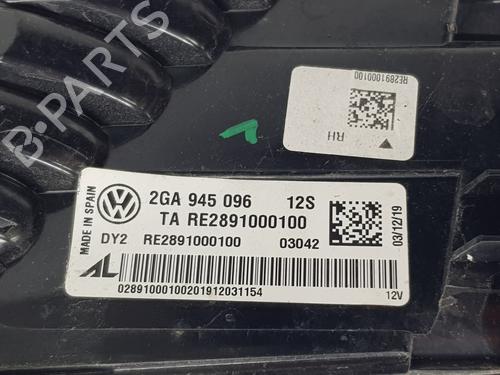 RE2891000100
RH
B-PARTS
MADE IN SPAIN
2GA 945 096 12S
TA RE2891000100
DY2 RE2891000100 03042
AL
02891000100201912031154
03/12/19
12V